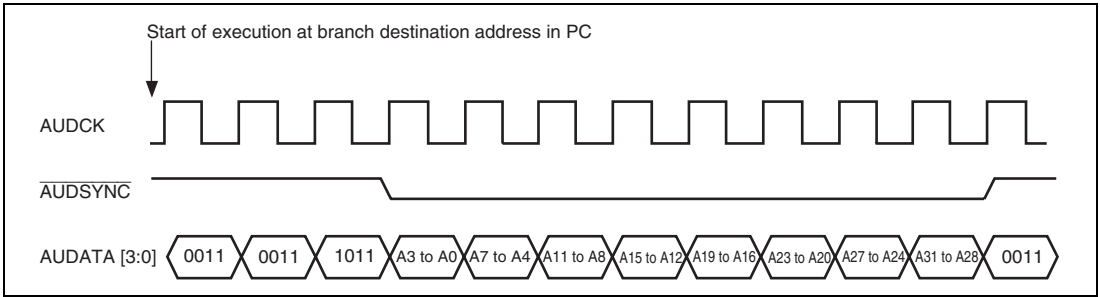 Start of execution at branch destination address in PC
AUDCK
AUDSYNC
AUDATA [3:0] 0011 0011 1011 A3 to A0 A7 to A4 A11 to A8 A15 to A12 A19 to A16 A23 to A20 A27 to A24 A31 to A28 0011